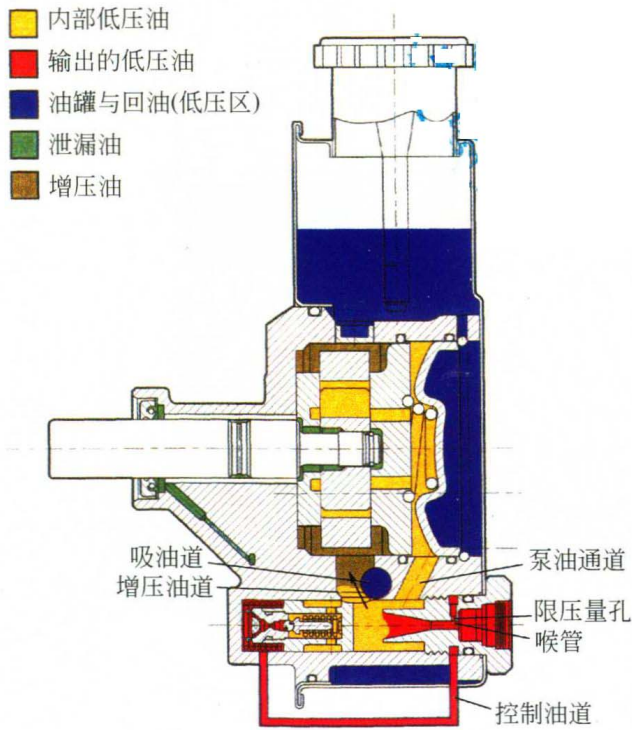 内部低压油
输出的低压油
油罐与回油(低压区)
泄漏油
增压油
吸油道
增压油道
泵油通道
限压量孔
喉管
控制油道